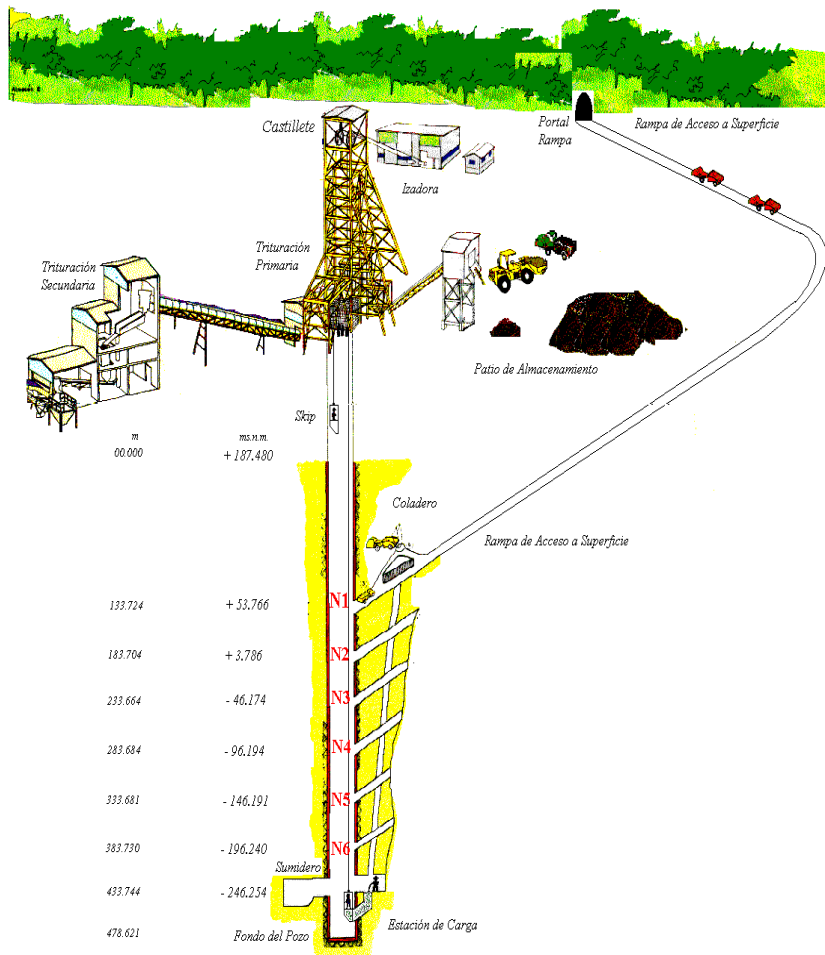 Castillete
Portal
Rampa
Rampa de Acceso a Superficie
Izadora
Trituración
Primaria
Trituración
Secundaria
Patio de Almacenamiento
Skip
m
ms.n.m.
00.000
+ 187.480
Coladero
Rampa de Acceso a Superficie
N1
133.724
+ 53.766
N2
183.704
+ 3.786
N3
233.664
- 46.174
N4
283.684
- 96.194
N5
333.681
- 146.191
N6
383.730
- 196.240
Sumidero
433.744
- 246.254
Estación de Carga
478.621
Fondo del Pozo